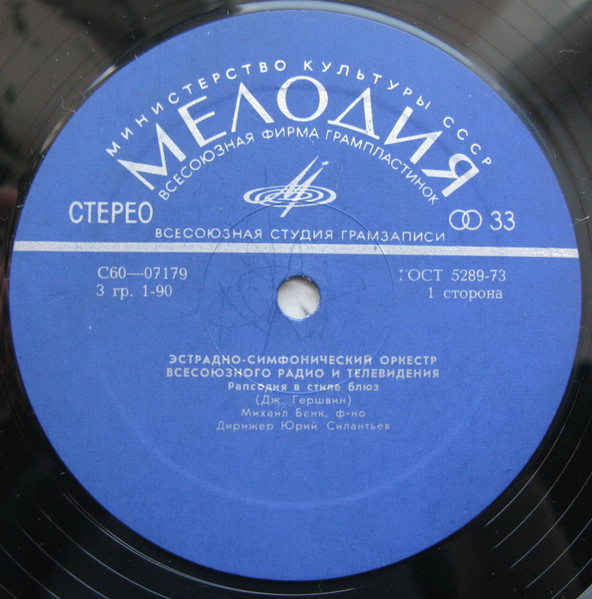 МИНИСТЕРСТВО КУЛЬТУРЫ СССР
МЕЛОДИЯ
ВСЕСОЮЗНАЯ ФИРМА ГРАМПЛАСТИНОК
СТЕРЕО
33
ВСЕСОЮЗНАЯ СТУДИЯ ГРАМЗАПИСИ
С60—07179
ГОСТ 5289-73
3 гр. 1-90
1 сторона
ЭСТРАДНО-СИМФОНИЧЕСКИЙ ОРКЕСТР
ВСЕСОЮЗНОГО РАДИО И ТЕЛЕВИДЕНИЯ
Рапсодия в стиле блюз
(Дж. Гершвин)
Михаил Банк, ф-но
Дирижер Юрий Силантьев